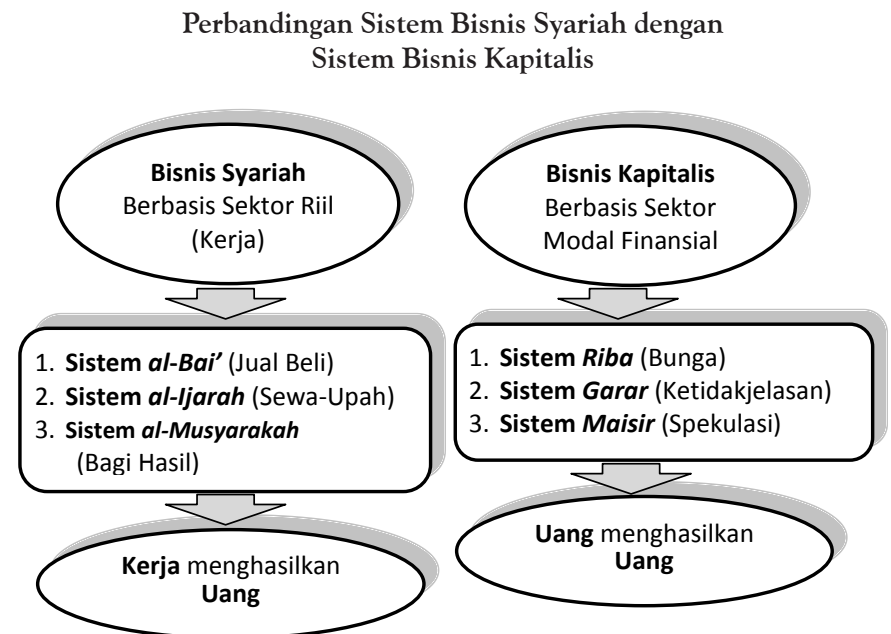 Perbandingan Sistem Bisnis Syariah dengan
Sistem Bisnis Kapitalis
Bisnis Syariah
Berbasis Sektor Riil
(Kerja)
1. Sistem al-Bai’ (Jual Beli)
2. Sistem al-Ijarah (Sewa-Upah)
3. Sistem al-Musyarakah
(Bagi Hasil)
Kerja menghasilkan
Uang
Bisnis Kapitalis
Berbasis Sektor
Modal Finansial
1. Sistem Riba (Bunga)
2. Sistem Garar (Ketidakjelasan)
3. Sistem Maisir (Spekulasi)
Uang menghasilkan
Uang